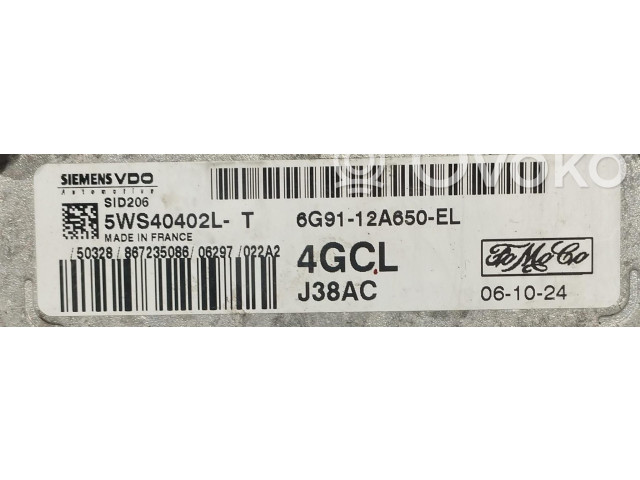 SIEMENS VDO
Automotive
SID206
5WS40402L- T
MADE IN FRANCE
/ 50328 / 867235086 / 06297 / 022A2
6G91-12A650-EL
4GCL
J38AC
FoMoCo
06-10-24
OVOKO